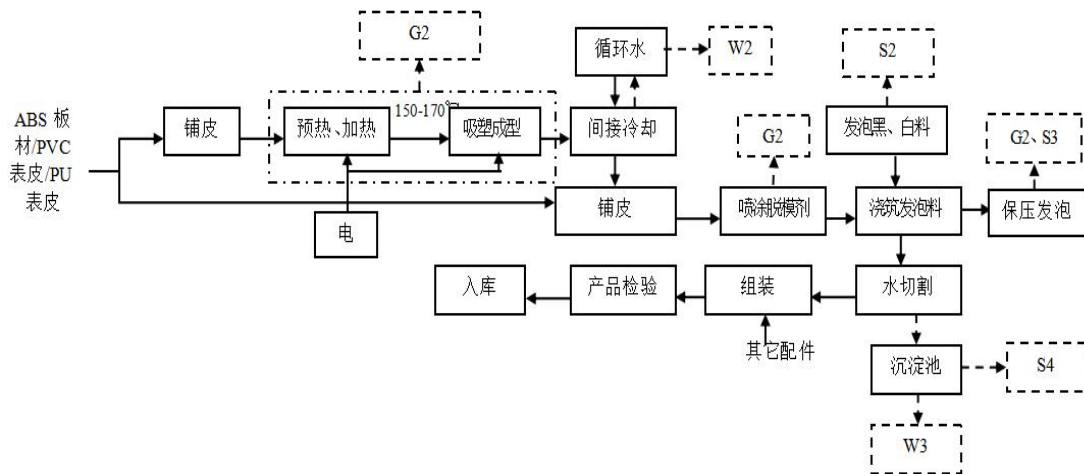 G2
循环水
W2
S2
ABS 板
材/PVC
表皮/PU
表皮
铺皮
预热、加热
150-170℃
吸塑成型
间接冷却
G2
发泡黑、白料
G2、S3
电
铺皮
喷涂脱模剂
浇筑发泡料
保压发泡
入库
产品检验
组装
水切割
其它配件
沉淀池
S4
W3